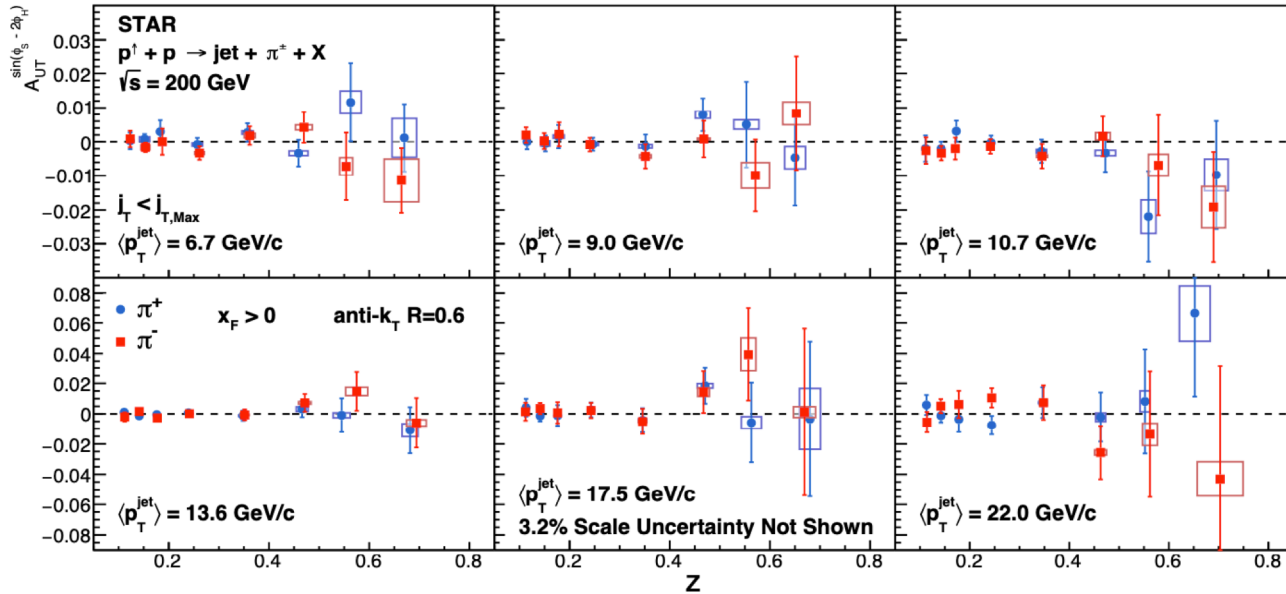 A_UT^sin(ϕ_S - 2ϕ_H)
0.03
0.02
0.01
0
−0.01
−0.02
−0.03
STAR
p↑ + p → jet + π± + X
√s = 200 GeV
j_T < j_T,Max
⟨p_T^jet⟩ = 6.7 GeV/c
⟨p_T^jet⟩ = 9.0 GeV/c
⟨p_T^jet⟩ = 10.7 GeV/c
0.08
0.06
0.04
0.02
0
−0.02
−0.04
−0.06
−0.08
π+
π-
x_F > 0 anti-k_T R=0.6
⟨p_T^jet⟩ = 13.6 GeV/c
⟨p_T^jet⟩ = 17.5 GeV/c
3.2% Scale Uncertainty Not Shown
⟨p_T^jet⟩ = 22.0 GeV/c
0.2 0.4 0.6 0.8 0.2 0.4 0.6 0.8 0.2 0.4 0.6 0.8
Z